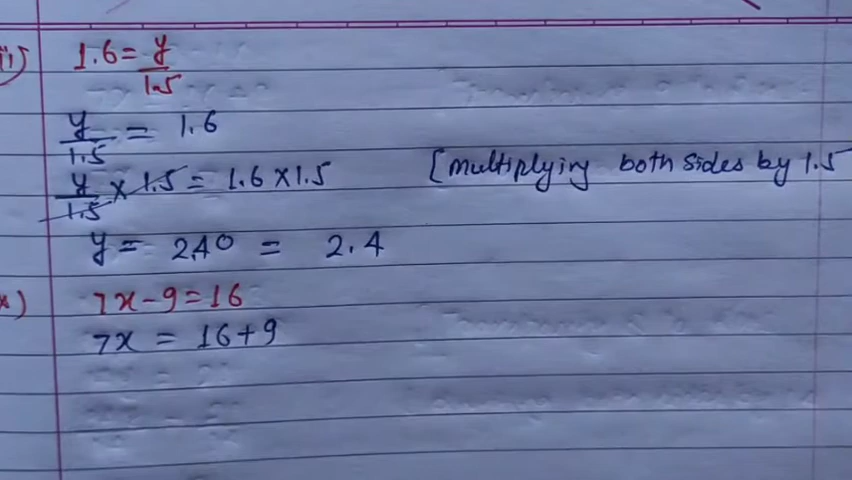 ii) 1.6 = y/1.5
y/1.5 = 1.6
y/1.5 × 1.5 = 1.6 × 1.5 [multiplying both sides by 1.5
y = 2.40 = 2.4
x) 7x - 9 = 16
7x = 16 + 9